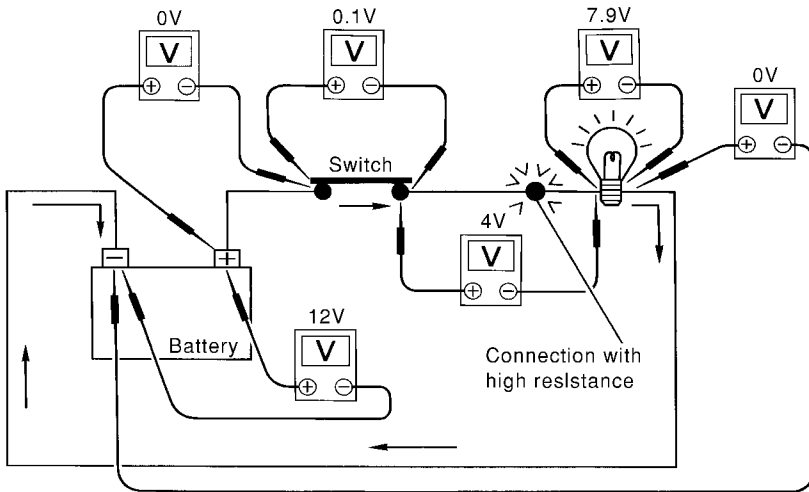 0V
0.1V
7.9V
0V
V
V
V
V
+ −
+ −
+ −
+ −
Switch
4V
V
+ −
− +
12V
Battery
V
+ −
Connection with
high resistance